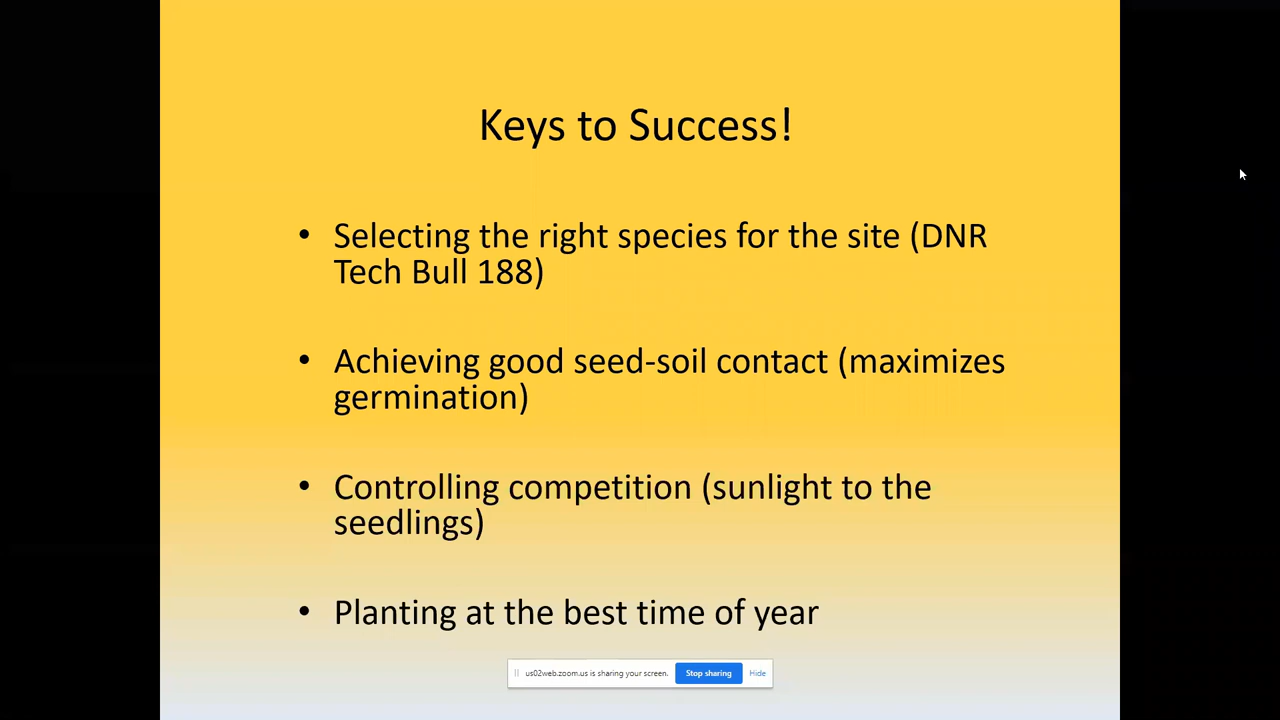 Keys to Success!
• Selecting the right species for the site (DNR
Tech Bull 188)
• Achieving good seed-soil contact (maximizes
germination)
• Controlling competition (sunlight to the
seedlings)
• Planting at the best time of year
us02web.zoom.us is sharing your screen. Stop sharing Hide